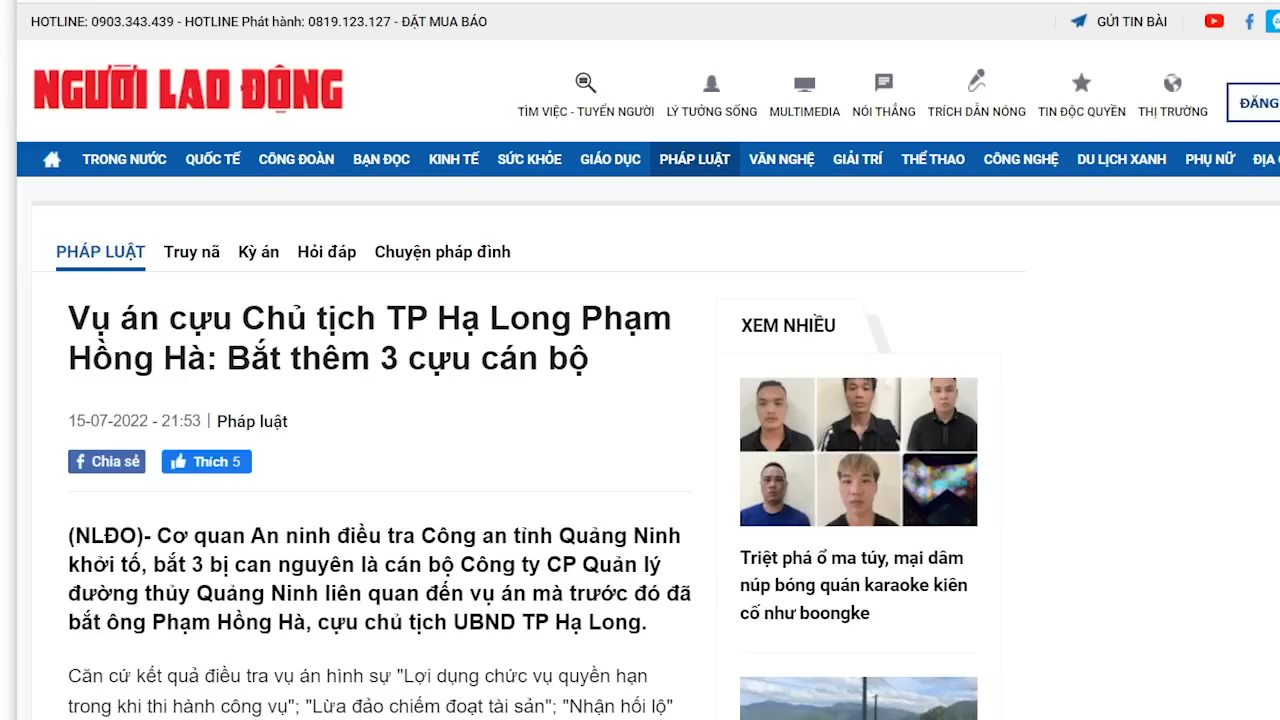 HOTLINE: 0903.343.439 - HOTLINE Phát hành: 0819.123.127 - ĐẶT MUA BÁO
GỬI TIN BÀI
NGƯỜI LAO ĐỘNG
TÌM VIỆC - TUYỂN NGƯỜI LÝ TƯỞNG SỐNG MULTIMEDIA NÓI THẲNG TRÍCH DẪN NÓNG TIN ĐỘC QUYỀN THỊ TRƯỜNG
ĐĂNG
TRONG NƯỚC QUỐC TẾ CÔNG ĐOÀN BẠN ĐỌC KINH TẾ SỨC KHỎE GIÁO DỤC PHÁP LUẬT VĂN NGHỆ GIẢI TRÍ THỂ THAO CÔNG NGHỆ DU LỊCH XANH PHỤ NỮ ĐỊA
PHÁP LUẬT Truy nã Kỳ án Hỏi đáp Chuyện pháp đình
Vụ án cựu Chủ tịch TP Hạ Long Phạm
Hồng Hà: Bắt thêm 3 cựu cán bộ
15-07-2022 - 21:53 | Pháp luật
Chia sẻ Thích 5
(NLĐO)- Cơ quan An ninh điều tra Công an tỉnh Quảng Ninh
khởi tố, bắt 3 bị can nguyên là cán bộ Công ty CP Quản lý
đường thủy Quảng Ninh liên quan đến vụ án mà trước đó đã
bắt ông Phạm Hồng Hà, cựu chủ tịch UBND TP Hạ Long.
Căn cứ kết quả điều tra vụ án hình sự "Lợi dụng chức vụ quyền hạn
trong khi thi hành công vụ"; "Lừa đảo chiếm đoạt tài sản"; "Nhận hối lộ"
XEM NHIỀU
Triệt phá ổ ma túy, mại dâm
núp bóng quán karaoke kiên
cố như boongke